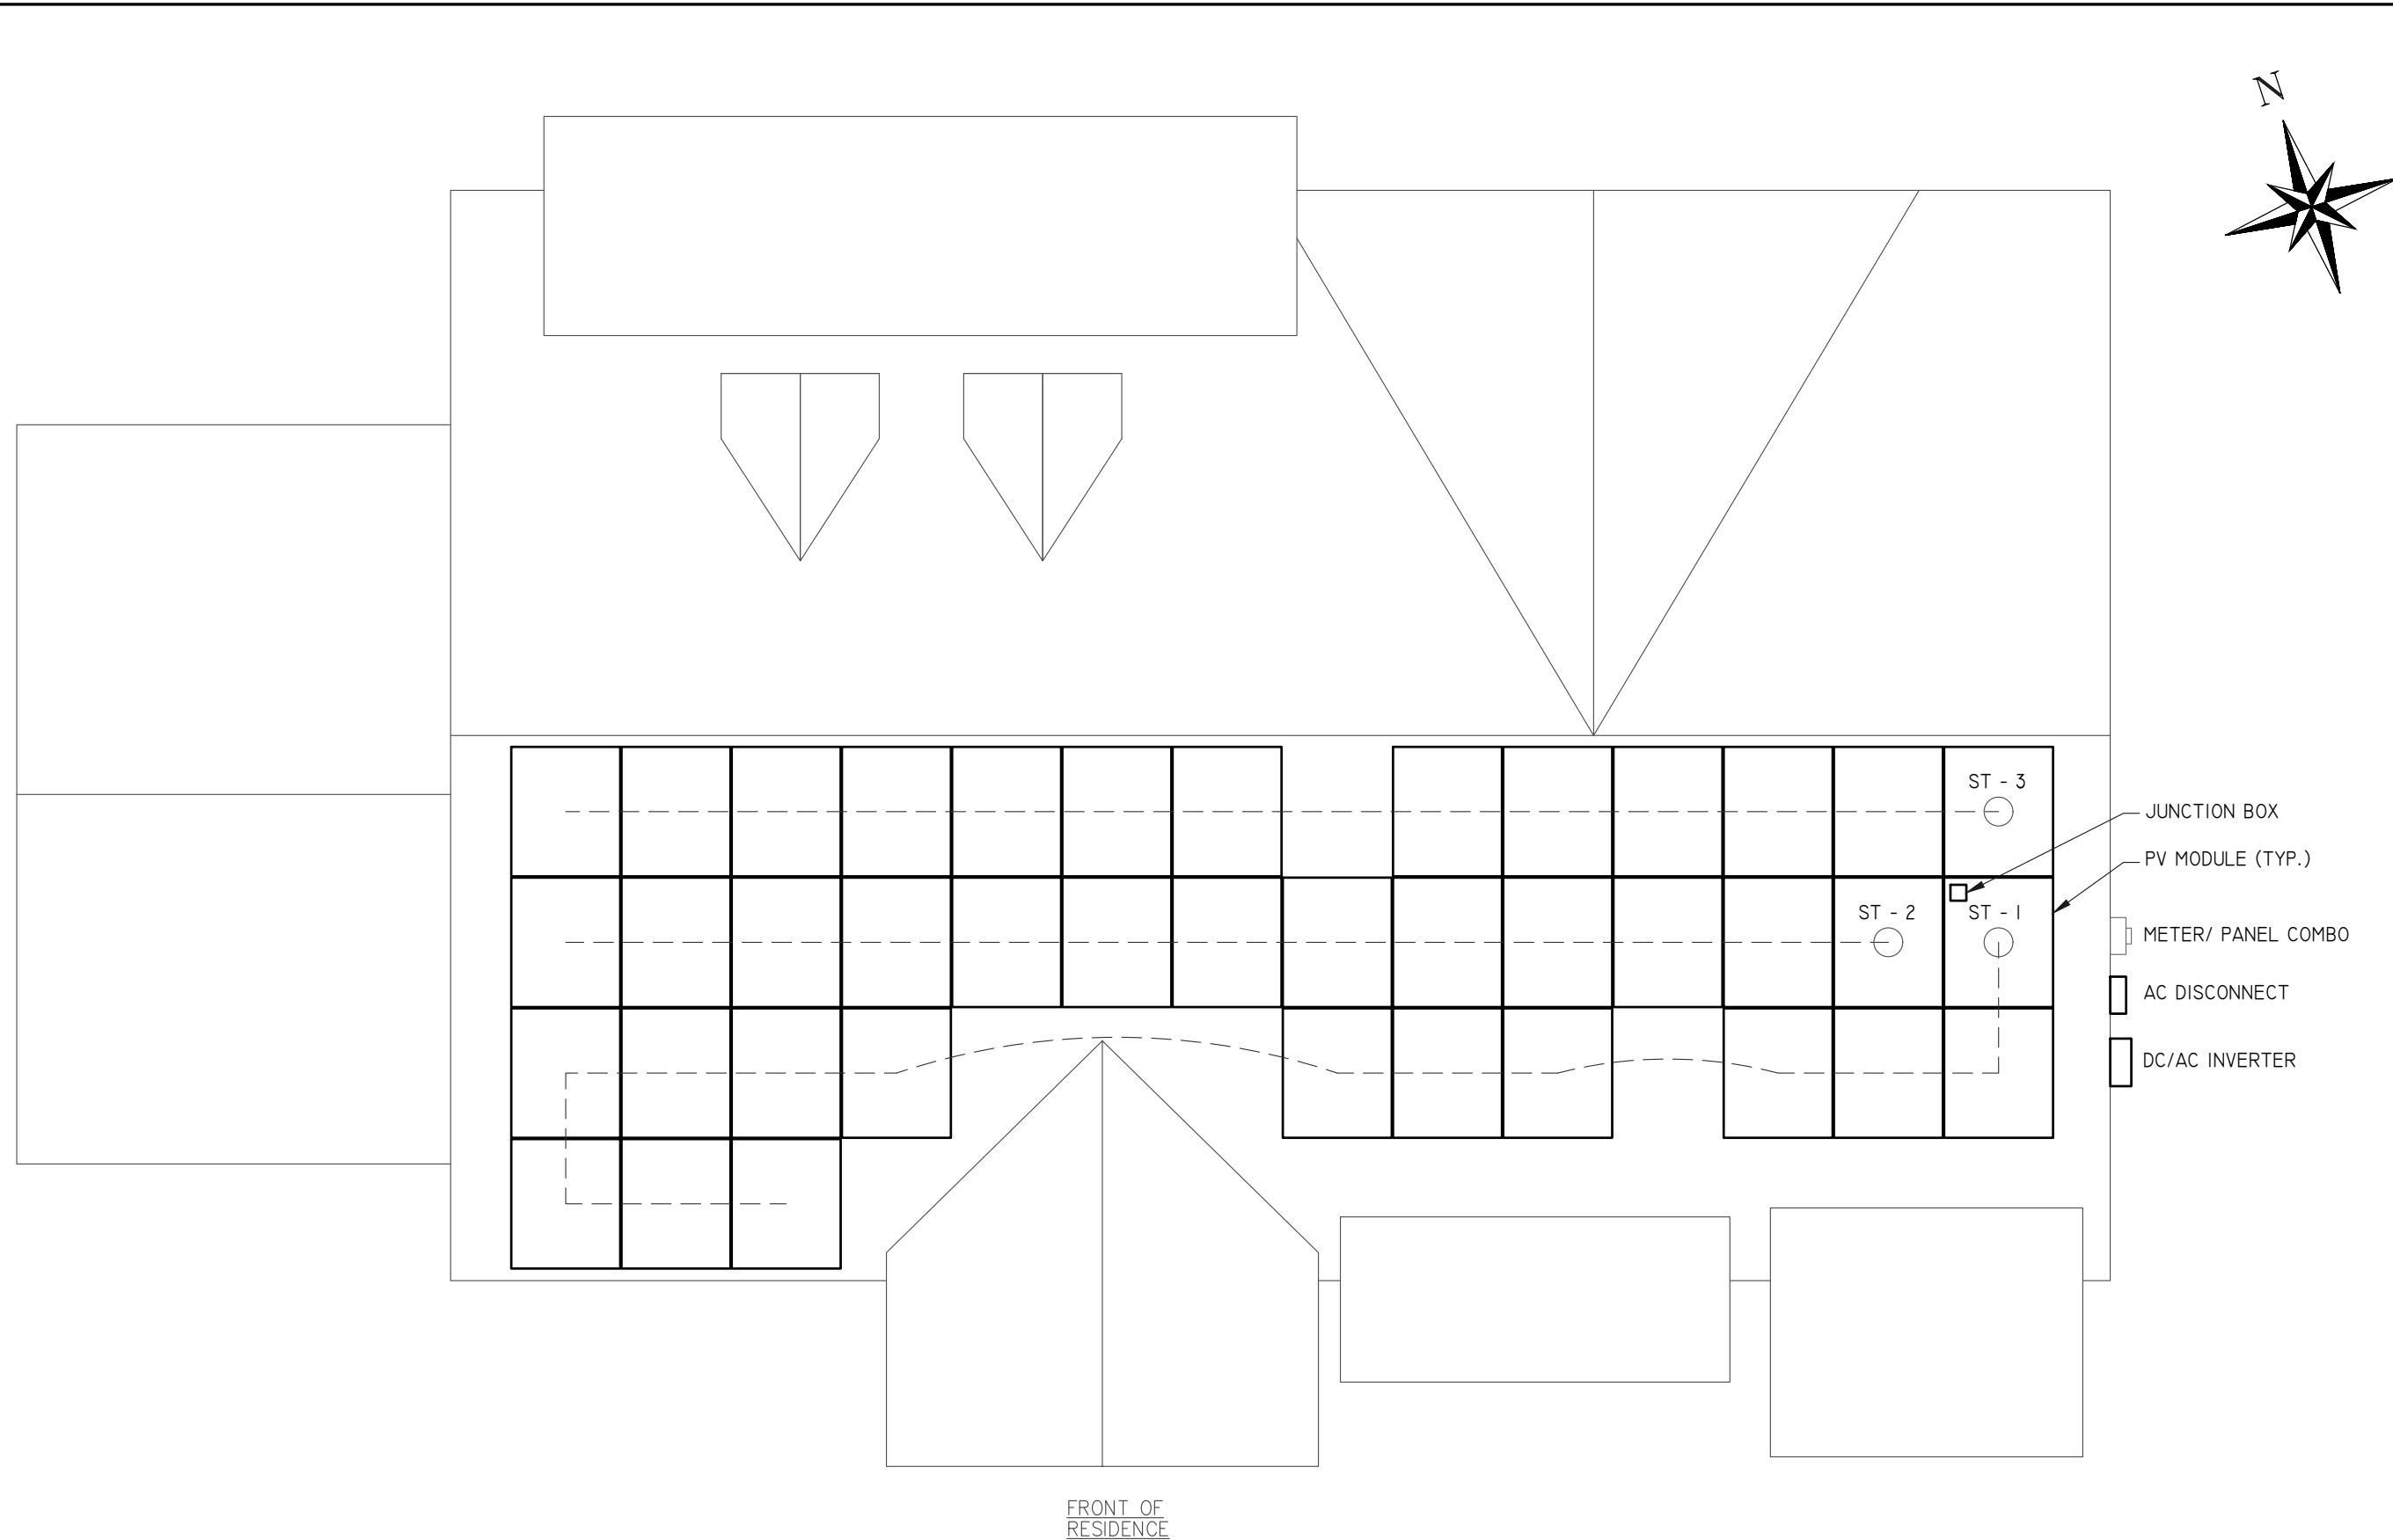 N
ST - 3
JUNCTION BOX
PV MODULE (TYP.)
ST - 2
ST - 1
METER/ PANEL COMBO
AC DISCONNECT
DC/AC INVERTER
FRONT OF
RESIDENCE